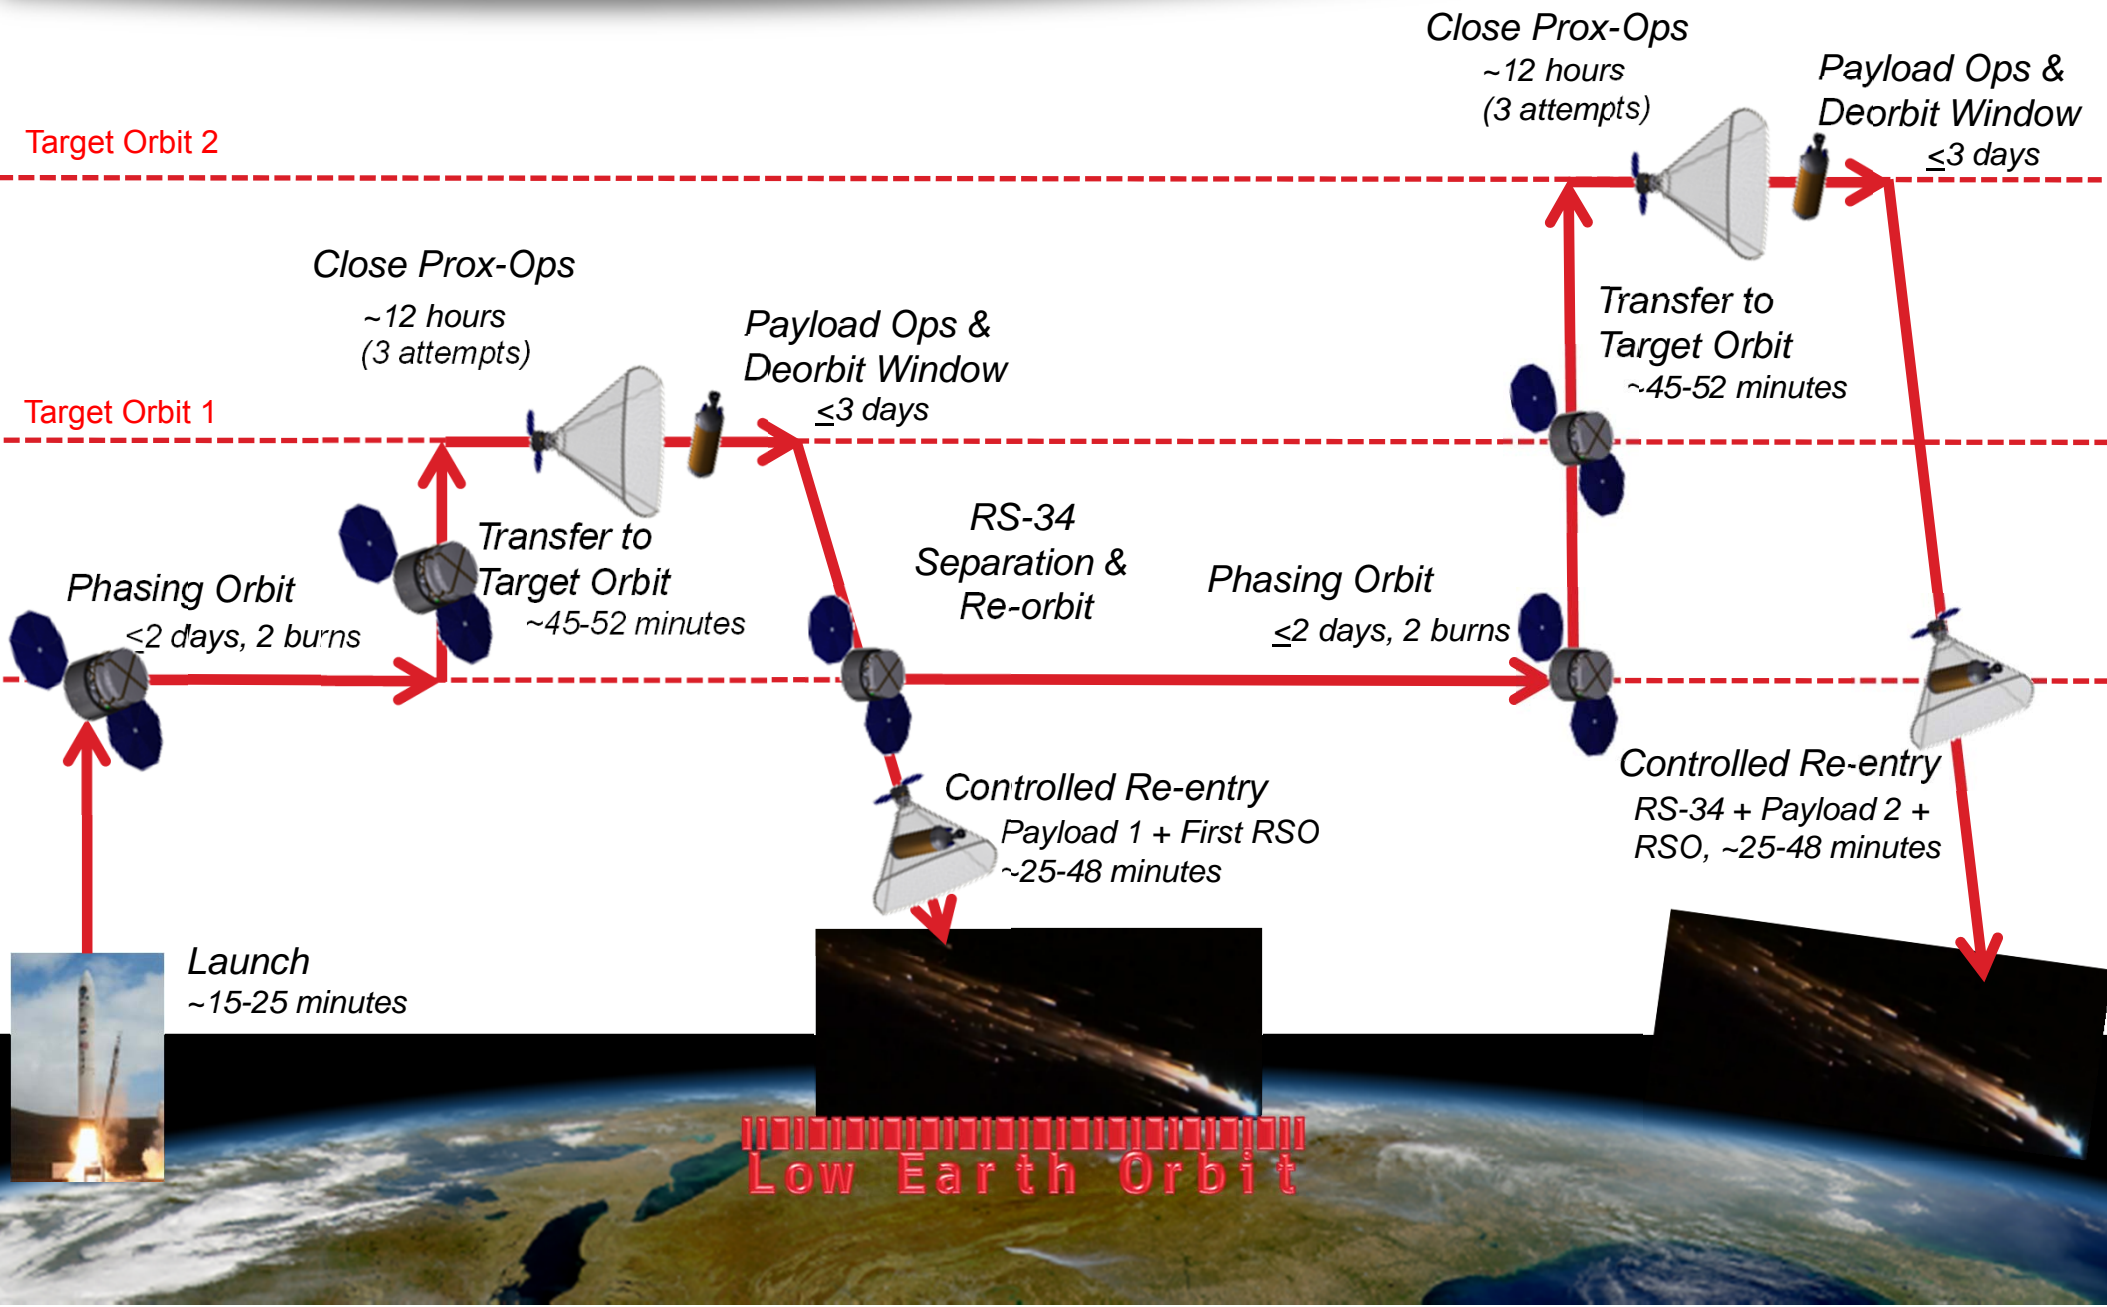 Close Prox-Ops
~12 hours
(3 attempts)
Payload Ops &
Deorbit Window
≤3 days
Target Orbit 2
Close Prox-Ops
~12 hours
(3 attempts)
Payload Ops &
Deorbit Window
≤3 days
Transfer to
Target Orbit
~45-52 minutes
Target Orbit 1
Phasing Orbit
≤2 days, 2 burns
Transfer to
Target Orbit
~45-52 minutes
RS-34
Separation &
Re-orbit
Phasing Orbit
≤2 days, 2 burns
Controlled Re-entry
Payload 1 + First RSO
~25-48 minutes
Controlled Re-entry
RS-34 + Payload 2 +
RSO, ~25-48 minutes
Launch
~15-25 minutes
Low Earth Orbit